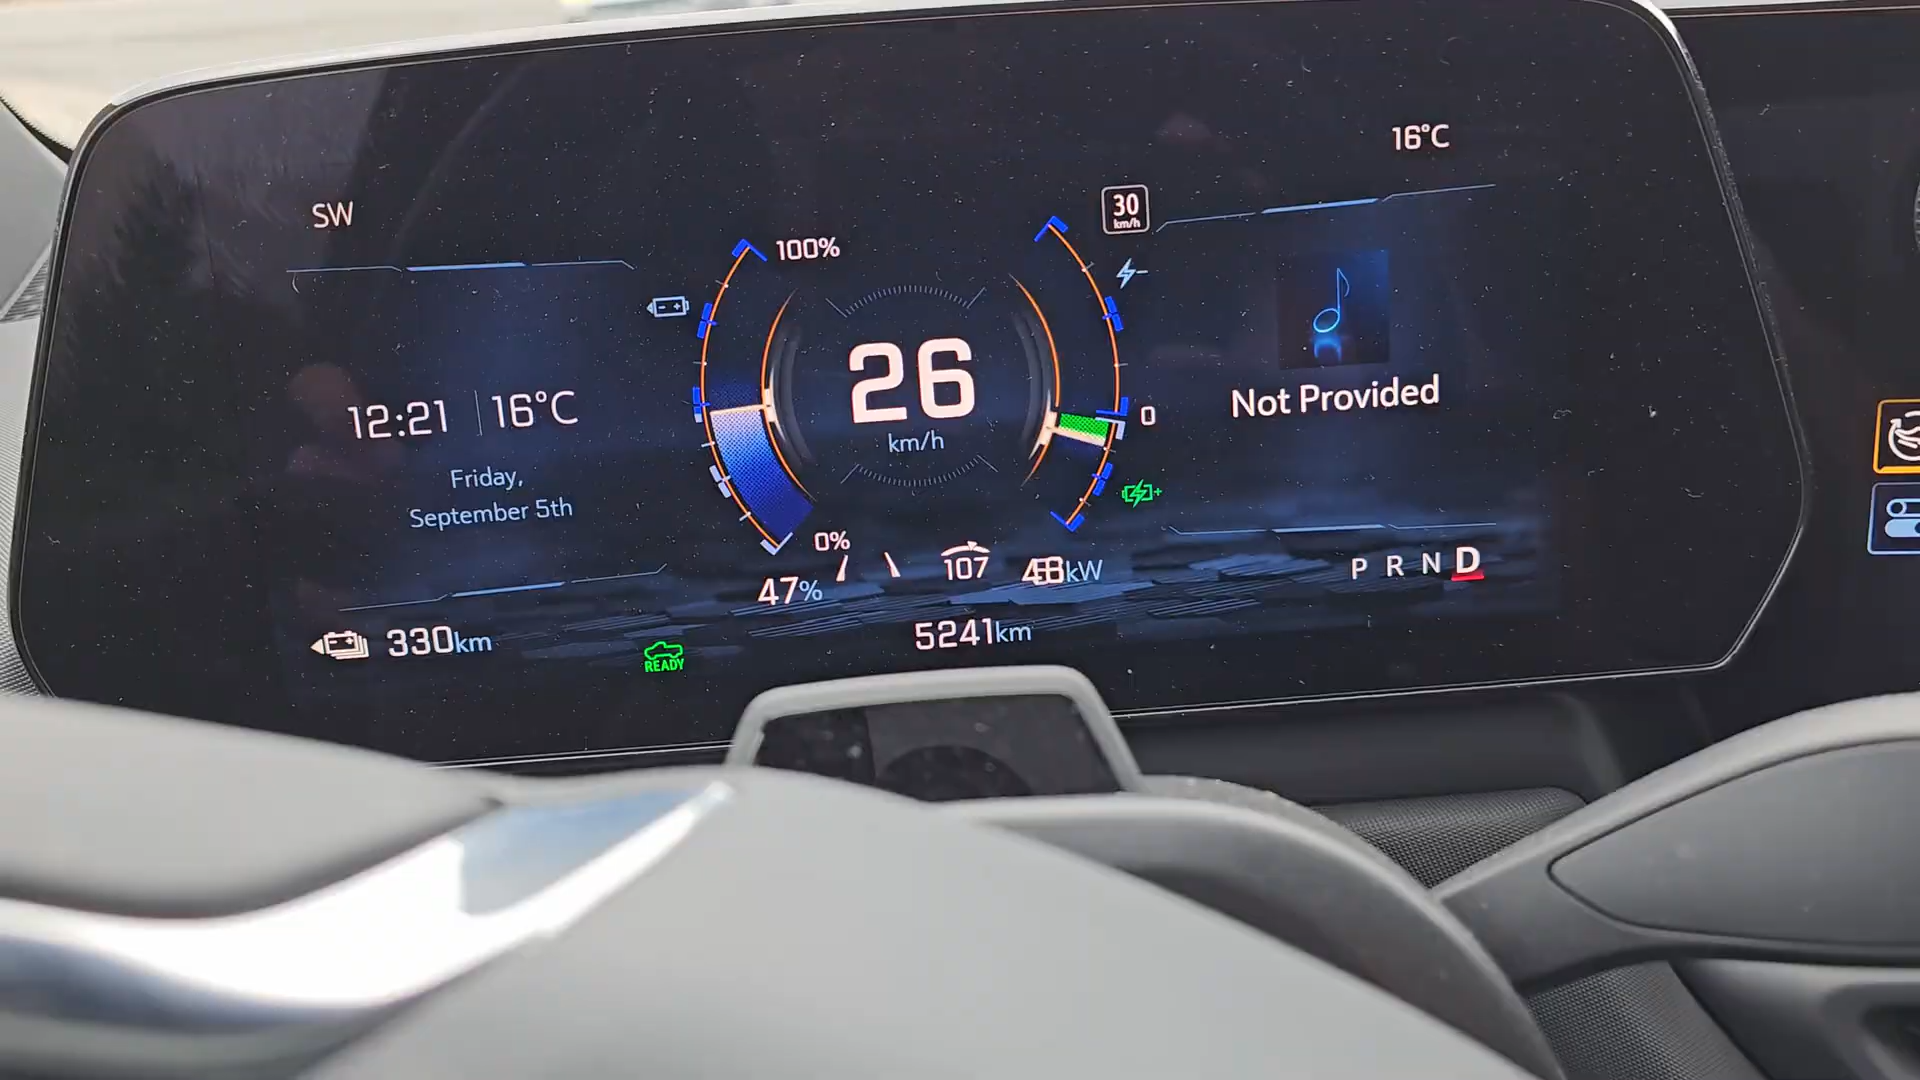 16°C
SW
30
km/h
100%
26
km/h
12:21 16°C
Friday,
September 5th
Not Provided
0
0%
47%
107
kW
P R N D
330km
READY
5241km